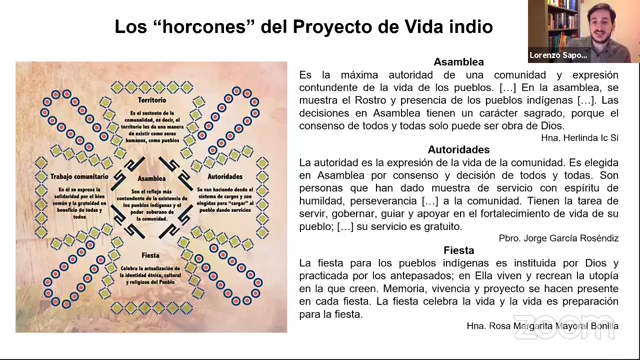 Los “horcones” del Proyecto de Vida indio
Lorenzo Sapo...
Territorio
Es el sustento de la
comunalidad, es decir, el
territorio les da una manera
de existir como seres
humanos, como pueblos
Trabajo comunitario
En él se expresa la
solidaridad por el bien
común y la gratuidad en
beneficio de todas y
todos
Asamblea
Son el reflejo más
contundente de la existencia de
los pueblos indígenas y el
poder soberano de
la comunidad.
Autoridades
Se van haciendo desde el
sistema de cargos y son
elegidas para "cargar" al
pueblo dando servicios
Fiesta
Celebra la actualización de
la identidad étnica, cultural
y religiosa del Pueblo
Asamblea
Es la máxima autoridad de una comunidad y expresión
contundente de la vida de los pueblos. […] En la asamblea, se
muestra el Rostro y presencia de los pueblos indígenas […]. Las
decisiones en Asamblea tienen un carácter sagrado, porque el
consenso de todos y todas solo puede ser obra de Dios.
Hna. Herlinda Ic Si
Autoridades
La autoridad es la expresión de la vida de la comunidad. Es elegida
en Asamblea por consenso y decisión de todos y todas. Son
personas que han dado muestra de servicio con espíritu de
humildad, perseverancia […] a la comunidad. Tienen la tarea de
servir, gobernar, guiar y apoyar en el fortalecimiento de vida de su
pueblo; […] su servicio es gratuito.
Pbro. Jorge García Roséndiz
Fiesta
La fiesta para los pueblos indígenas es instituida por Dios y
practicada por los antepasados; en Ella viven y recrean la utopía
en la que creen. Memoria, vivencia y proyecto se hacen presente
en cada fiesta. La fiesta celebra la vida y la vida es preparación
para la fiesta.
Hna. Rosa Margarita Mayoral Bonilla
zoom